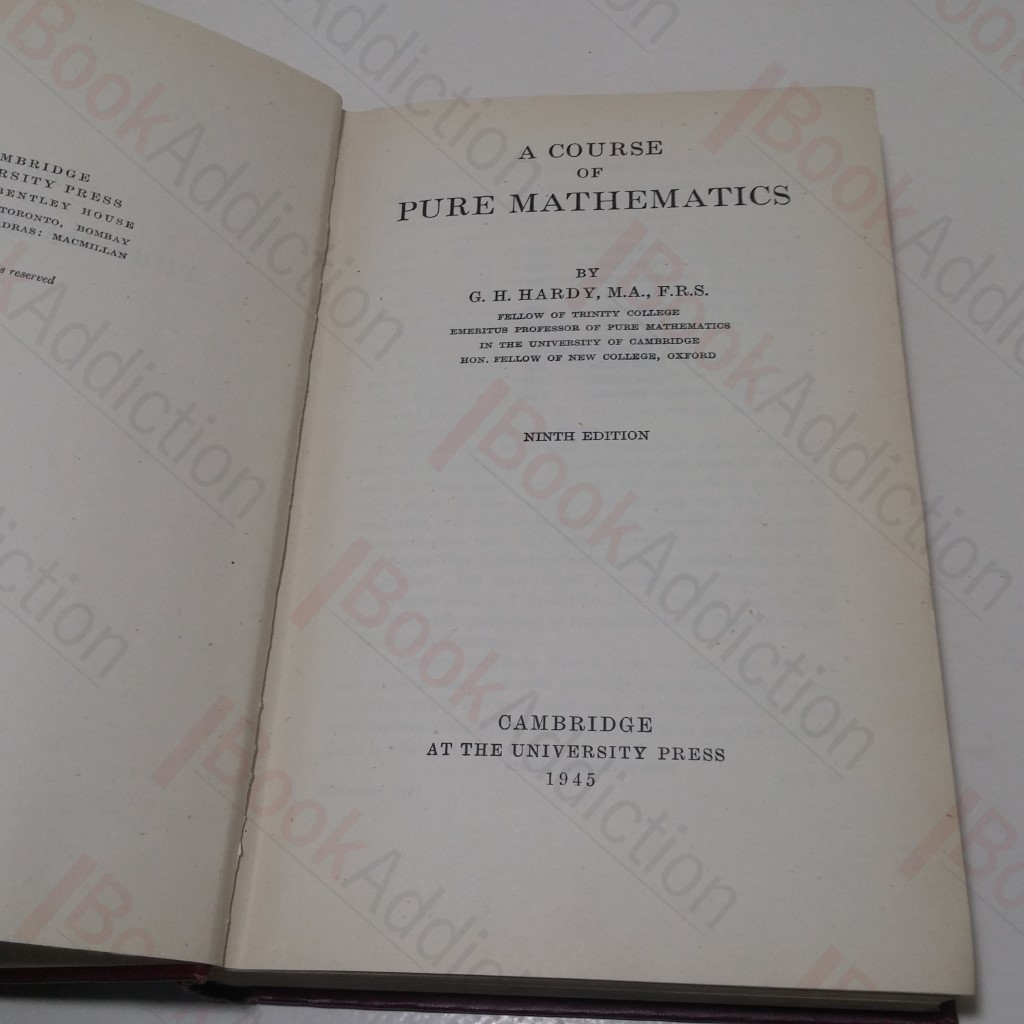 MBRIDGE
RSITY PRESS
BENTLEY HOUSE
TORONTO, BOMBAY
DRAS: MACMILLAN
s reserved
A COURSE
OF
PURE MATHEMATICS
BY
G. H. HARDY, M.A., F.R.S.
FELLOW OF TRINITY COLLEGE
EMERITUS PROFESSOR OF PURE MATHEMATICS
IN THE UNIVERSITY OF CAMBRIDGE
HON. FELLOW OF NEW COLLEGE, OXFORD
NINTH EDITION
CAMBRIDGE
AT THE UNIVERSITY PRESS
1945
BookAddiction